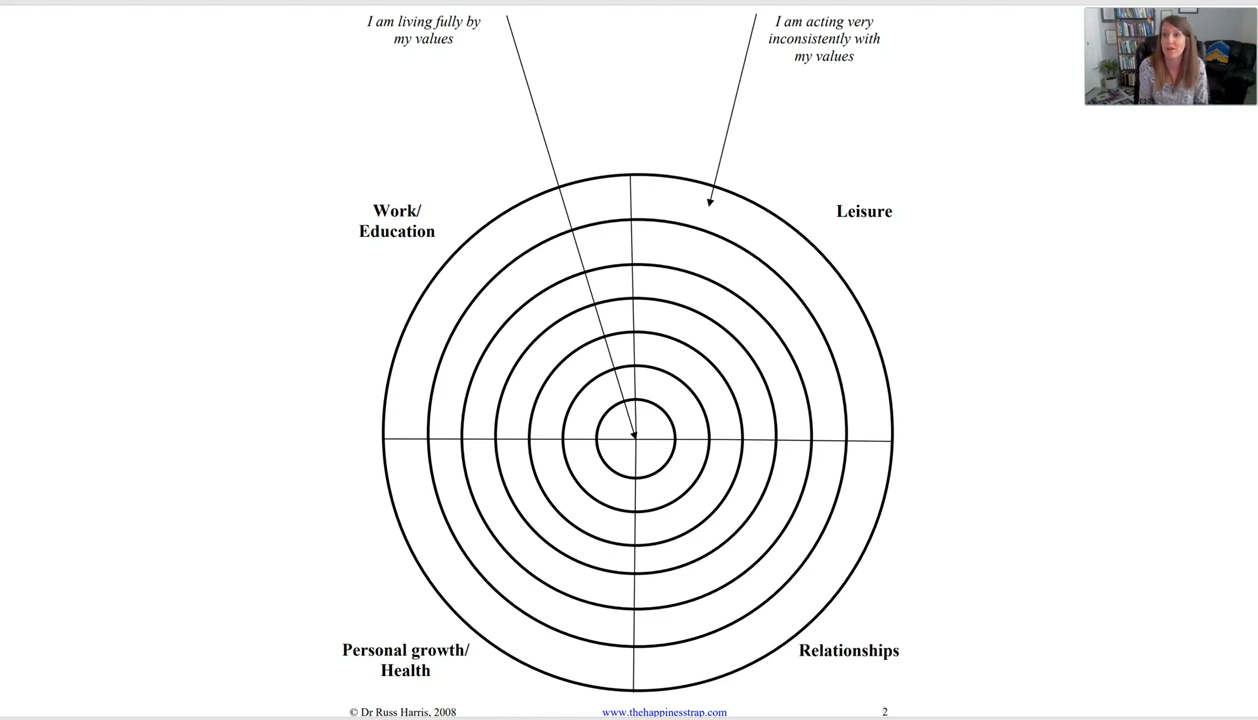 I am living fully by
my values
I am acting very
inconsistently with
my values
Work/
Education
Leisure
Personal growth/
Health
Relationships
© Dr Russ Harris, 2008
www.thehappinesstrap.com
2